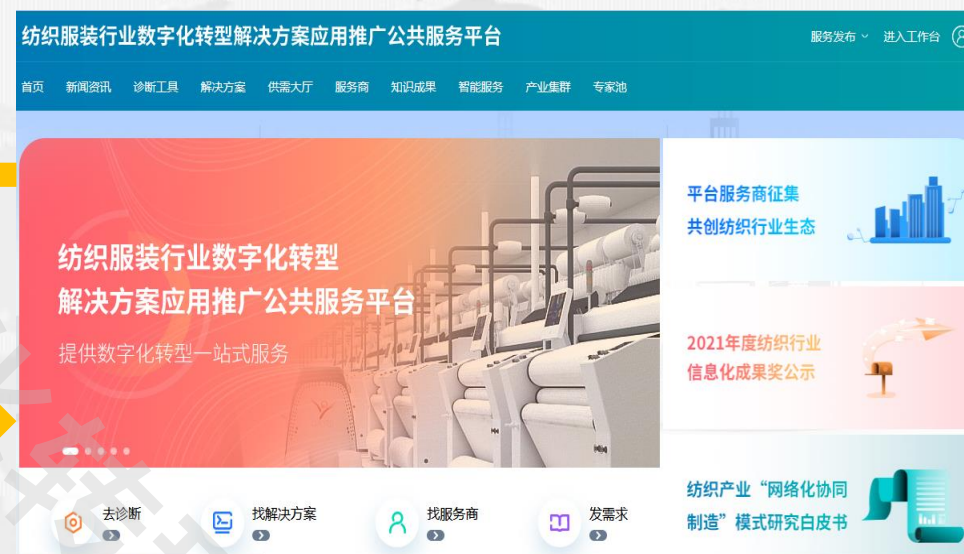 纺织服装行业数字化转型解决方案应用推广公共服务平台
服务发布 进入工作台
首页 新闻资讯 诊断工具 解决方案 供需大厅 服务商 知识成果 智能服务 产业集群 专家池
纺织服装行业数字化转型
解决方案应用推广公共服务平台
提供数字化转型一站式服务
平台服务商征集
共创纺织行业生态
2021年度纺织行业
信息化成果奖公示
纺织产业“网络化协同
制造”模式研究白皮书
去诊断
找解决方案
找服务商
发需求